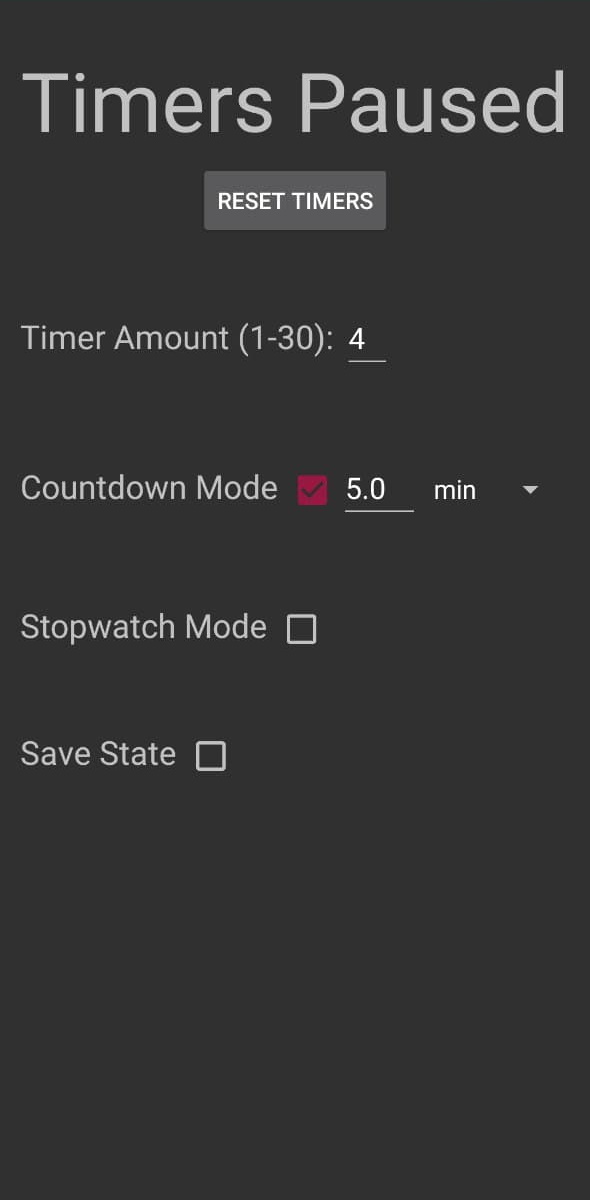 Timers Paused
RESET TIMERS
Timer Amount (1-30): 4
Countdown Mode 5.0 min
Stopwatch Mode
Save State